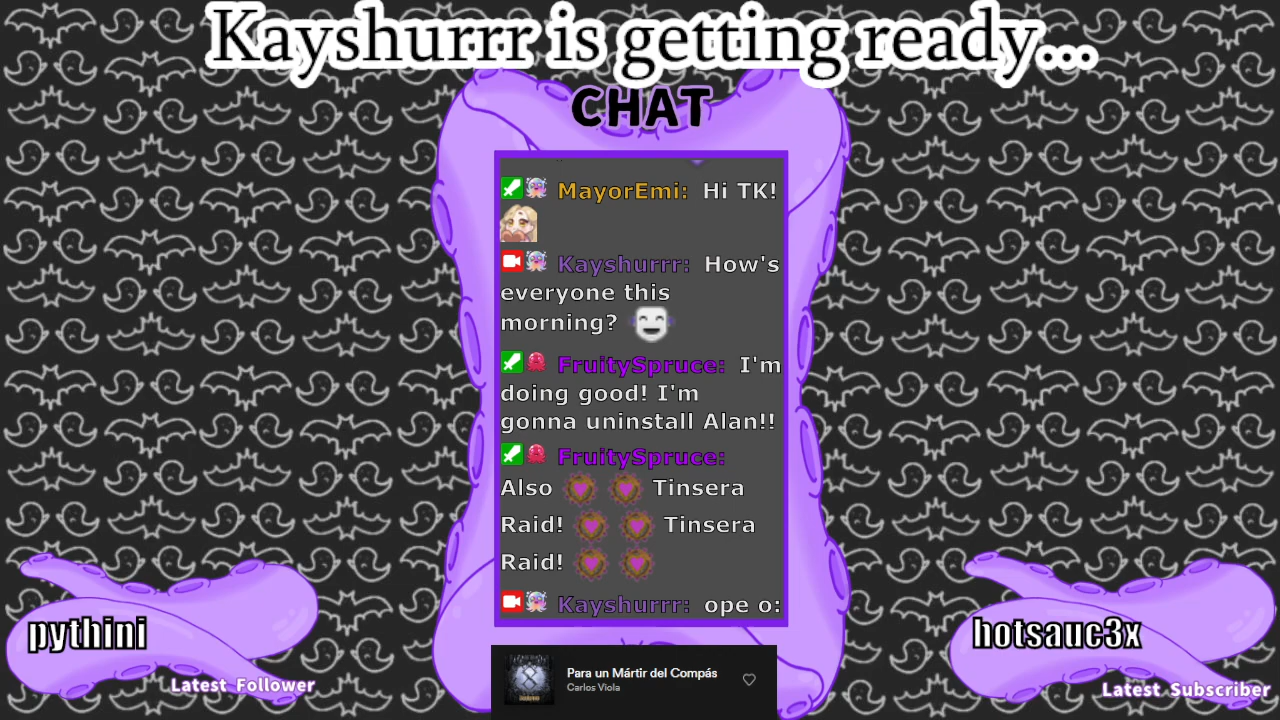 Kayshurrr is getting ready...
CHAT
MayorEmi: Hi TK!
Kayshurrr: How's
everyone this
morning?
FruitySpruce: I'm
doing good! I'm
gonna uninstall Alan!!
FruitySpruce:
Also Tinsera
Raid! Tinsera
Raid!
Kayshurrr: ope o:
pythini
Latest Follower
hotsauc3x
Latest Subscriber
Para un Mártir del Compás
Carlos Viola